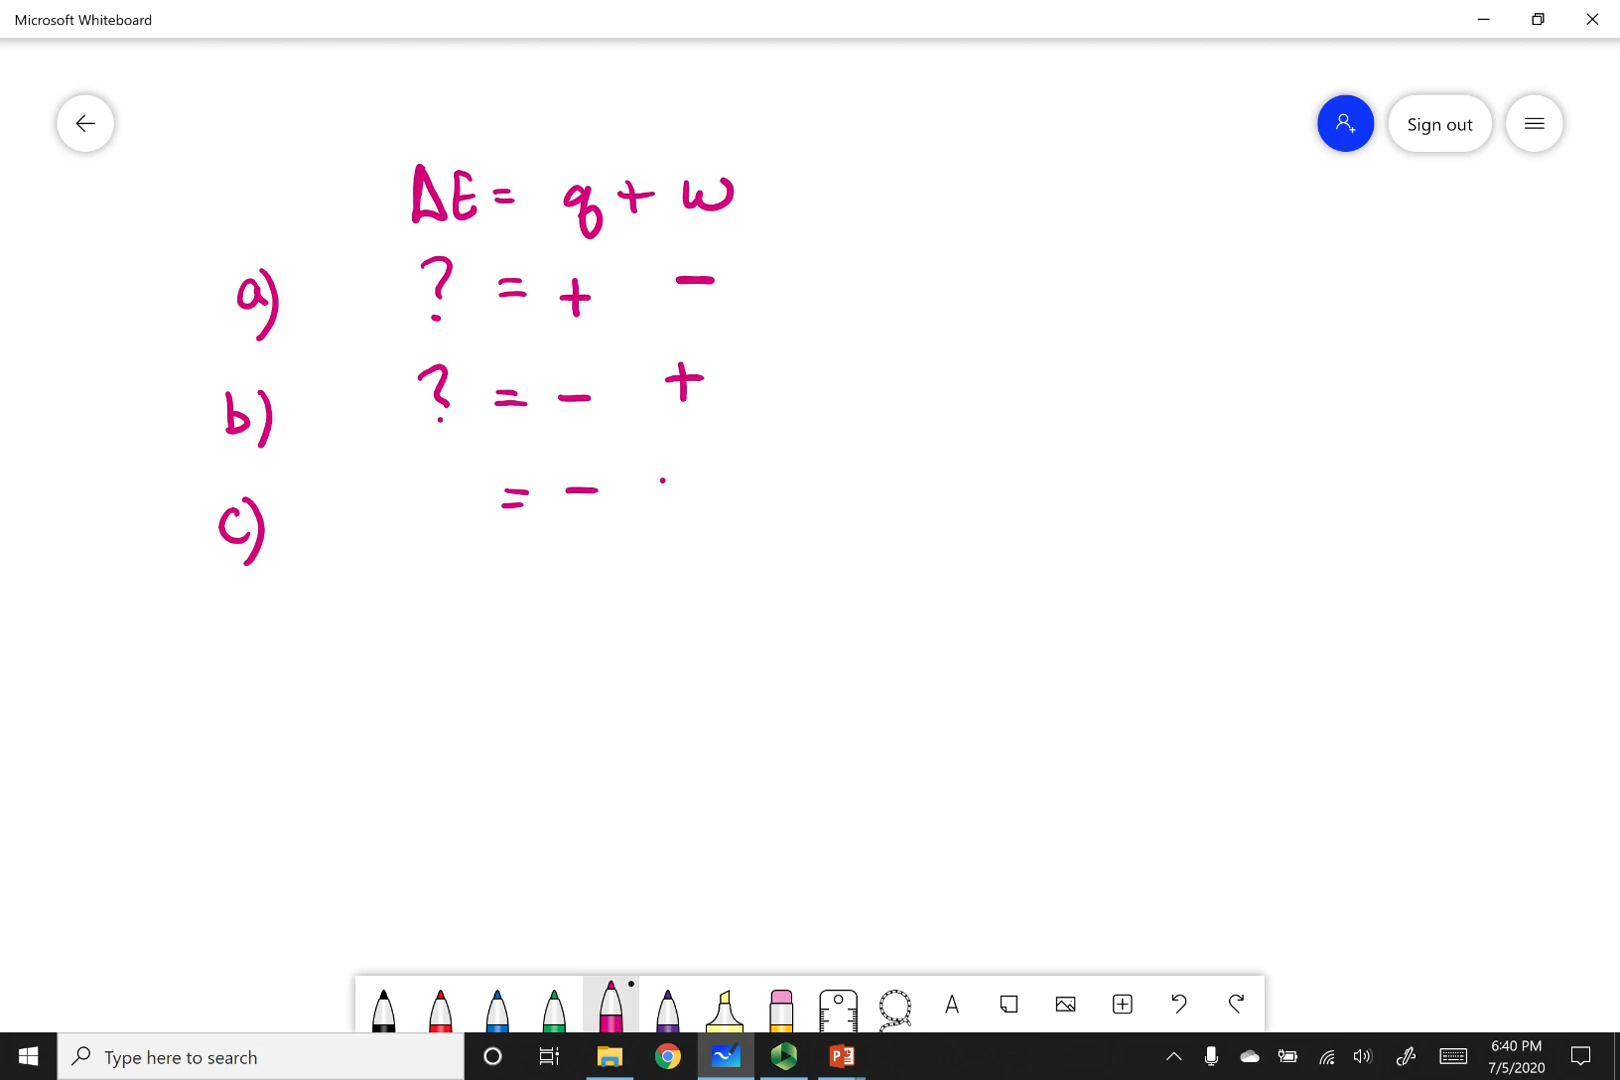 Microsoft Whiteboard
Sign out
ΔE = q + w
a) ? = + -
b) ? = - +
c) = - .
A
Type here to search
6:40 PM
7/5/2020